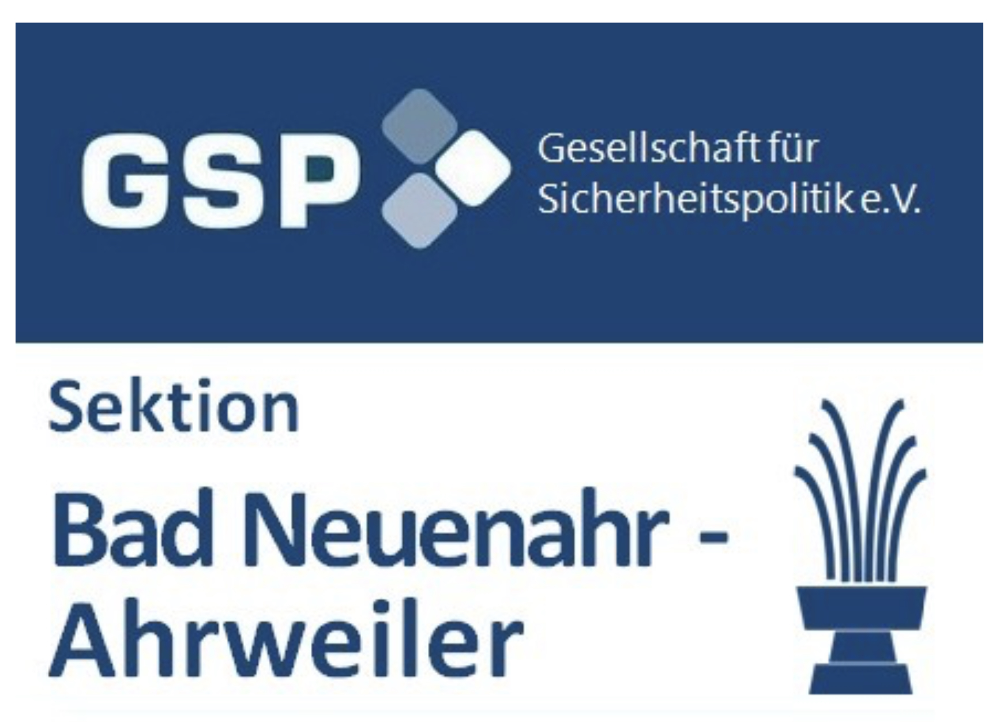 GSP
Gesellschaft für
Sicherheitspolitik e.V.
Sektion
Bad Neuenahr -
Ahrweiler